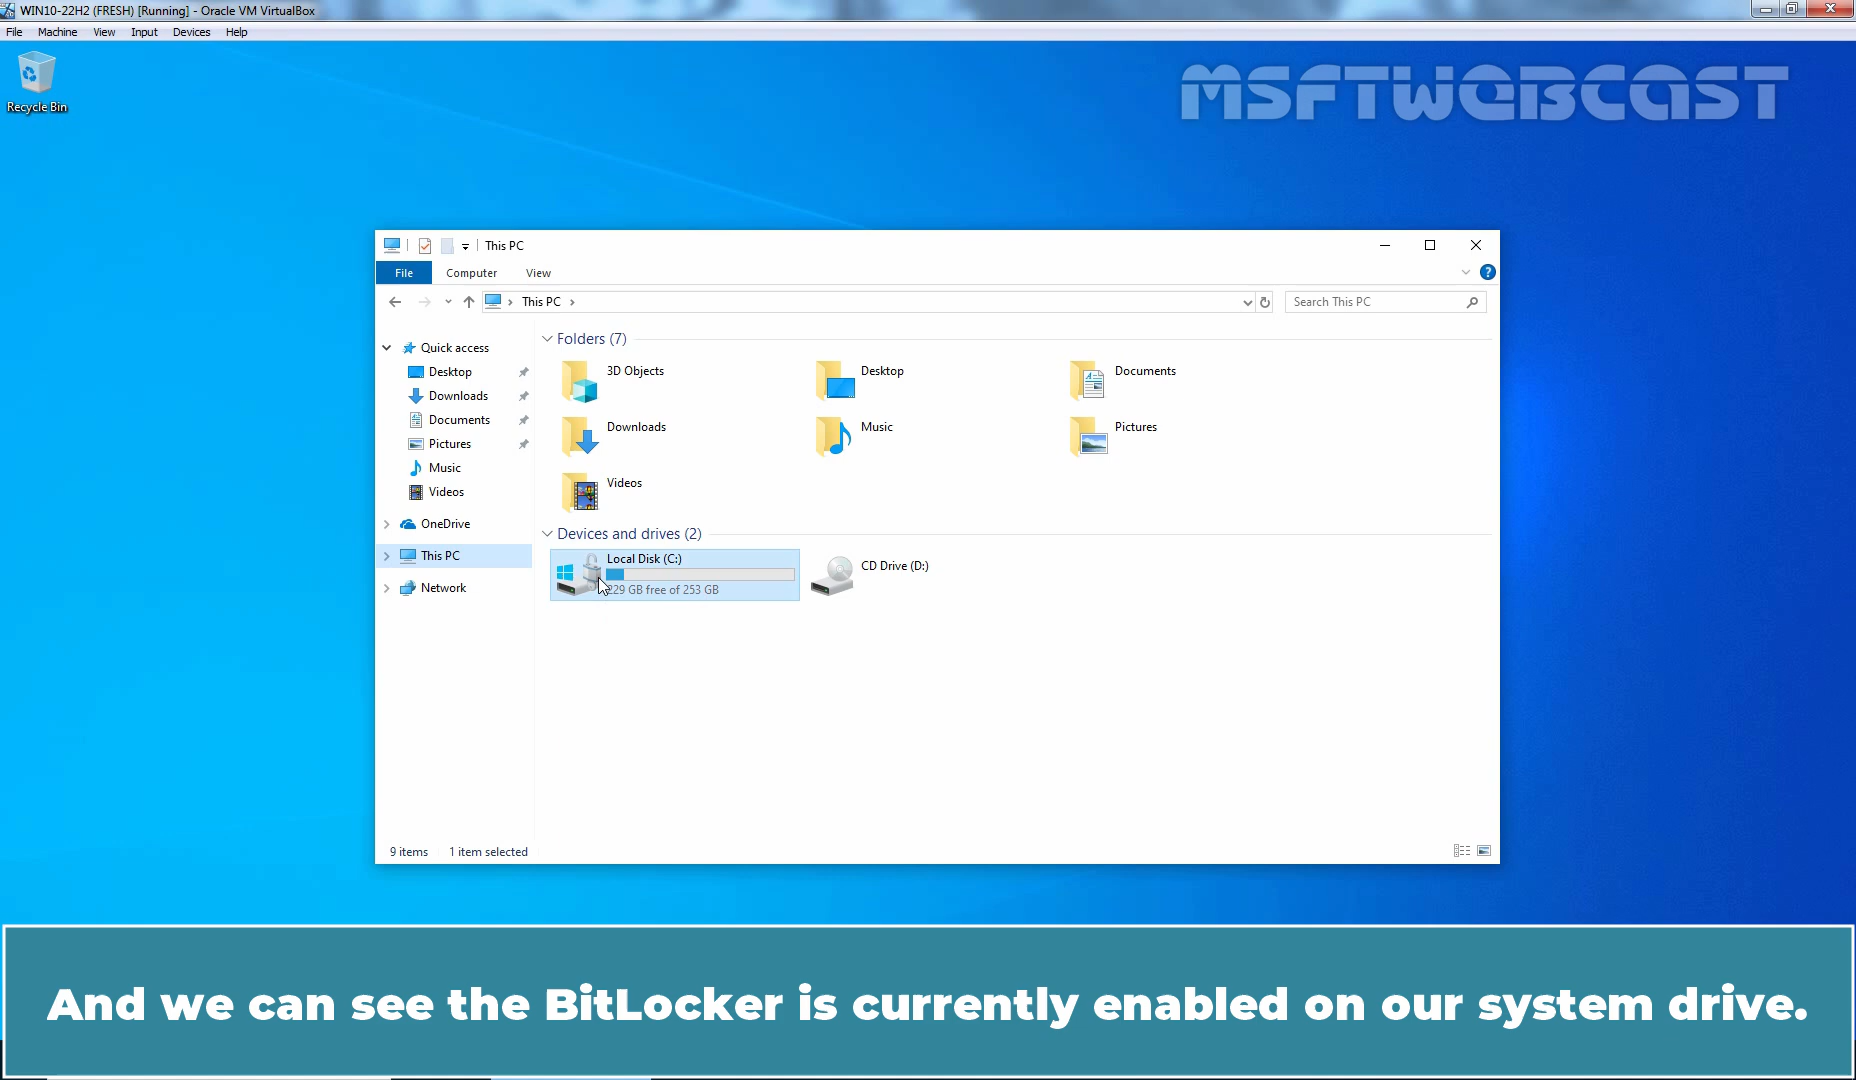 WIN10-22H2 (FRESH) [Running] - Oracle VM VirtualBox
File Machine View Input Devices Help
Recycle Bin
MSFTWEBCAST
This PC
File Computer View
This PC
Search This PC
Quick access
Desktop
Downloads
Documents
Pictures
Music
Videos
OneDrive
This PC
Network
Folders (7)
3D Objects
Desktop
Documents
Downloads
Music
Pictures
Videos
Devices and drives (2)
Local Disk (C:)
229 GB free of 253 GB
CD Drive (D:)
9 items 1 item selected
And we can see the BitLocker is currently enabled on our system drive.